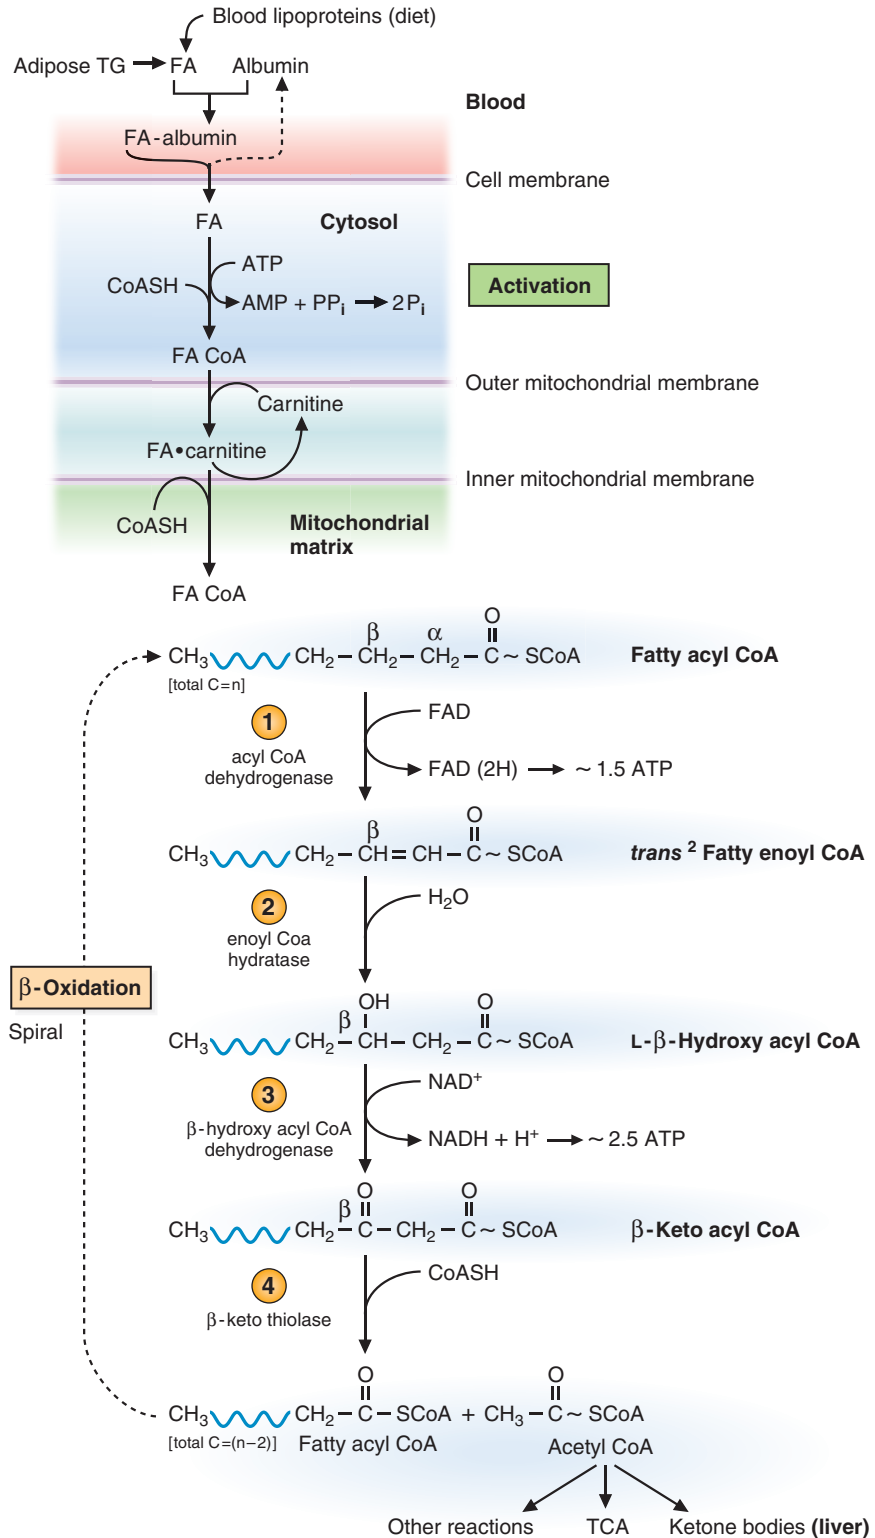 Blood lipoproteins (diet)
Adipose TG FA Albumin
Blood
FA-albumin
Cell membrane
FA Cytosol
ATP
CoASH
Activation
AMP + PPi 2Pi
FA CoA
Outer mitochondrial membrane
Carnitine
FA•carnitine
Inner mitochondrial membrane
CoASH
Mitochondrial
matrix
FA CoA
O
β α
CH₃ CH₂ – CH₂ – CH₂ – C ~ SCoA Fatty acyl CoA
[total C=n]
1
FAD
acyl CoA
dehydrogenase
FAD (2H) ~ 1.5 ATP
O
β
CH₃ CH₂ – CH = CH – C ~ SCoA trans ² Fatty enoyl CoA
2
H₂O
enoyl Coa
hydratase
β-Oxidation
Spiral
OH O
β
CH₃ CH₂ – CH – CH₂ – C ~ SCoA L-β-Hydroxy acyl CoA
3
NAD⁺
β-hydroxy acyl CoA
dehydrogenase
NADH + H⁺ ~ 2.5 ATP
O O
β
CH₃ CH₂ – C – CH₂ – C ~ SCoA β-Keto acyl CoA
4
CoASH
β-keto thiolase
O O
CH₃ CH₂ – C – SCoA + CH₃ – C ~ SCoA
[total C=(n–2)] Fatty acyl CoA Acetyl CoA
Other reactions TCA Ketone bodies (liver)